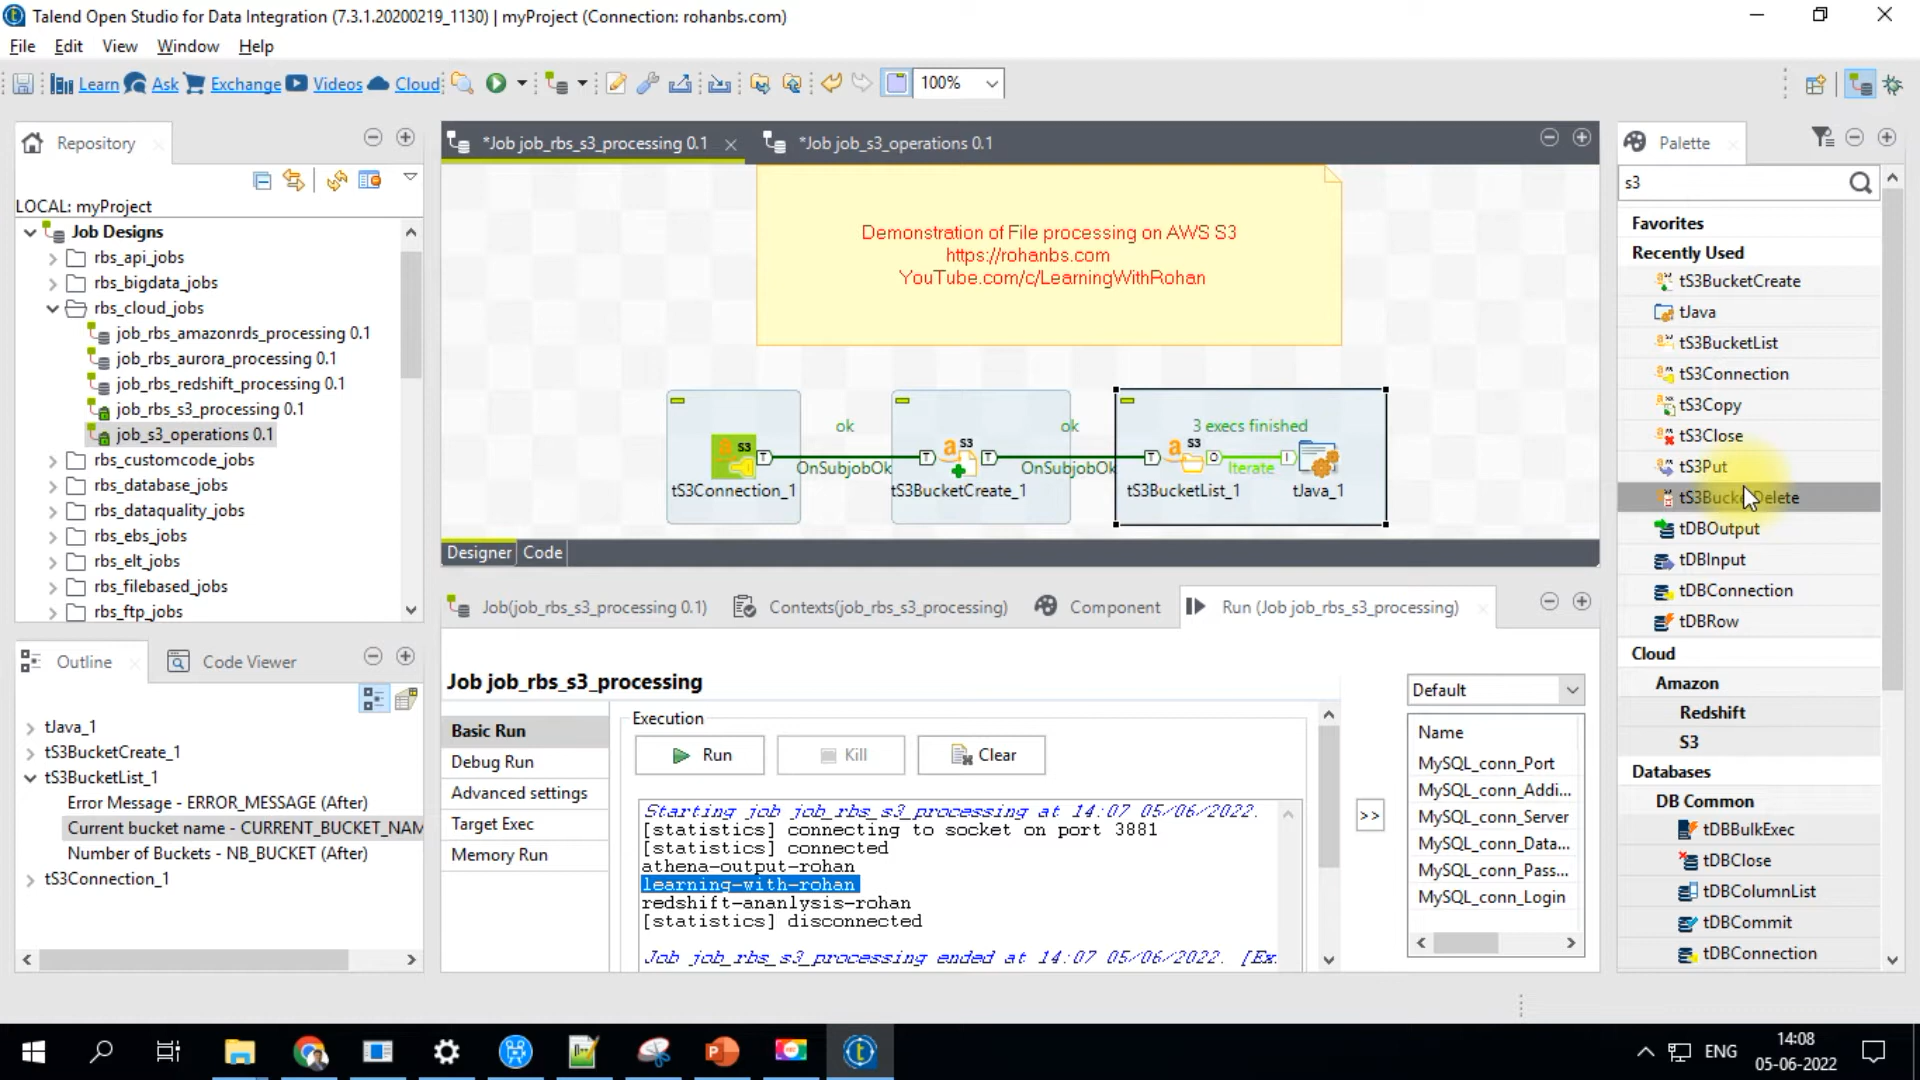 Talend Open Studio for Data Integration (7.3.1.20200219_1130) | myProject (Connection: rohanbs.com)
File Edit View Window Help
Learn Ask Exchange Videos Cloud 100%
Repository
LOCAL: myProject
Job Designs
rbs_api_jobs
rbs_bigdata_jobs
rbs_cloud_jobs
job_rbs_amazonrds_processing 0.1
job_rbs_aurora_processing 0.1
job_rbs_redshift_processing 0.1
job_rbs_s3_processing 0.1
job_s3_operations 0.1
rbs_customcode_jobs
rbs_database_jobs
rbs_dataquality_jobs
rbs_ebs_jobs
rbs_elt_jobs
rbs_filebased_jobs
rbs_ftp_jobs
Outline Code Viewer
tJava_1
tS3BucketCreate_1
tS3BucketList_1
Error Message - ERROR_MESSAGE (After)
Current bucket name - CURRENT_BUCKET_NAM
Number of Buckets - NB_BUCKET (After)
tS3Connection_1
*Job job_rbs_s3_processing 0.1 *Job job_s3_operations 0.1
Demonstration of File processing on AWS S3
https://rohanbs.com
YouTube.com/c/LearningWithRohan
ok ok 3 execs finished
OnSubjobOk OnSubjobOk Iterate
tS3Connection_1 tS3BucketCreate_1 tS3BucketList_1 tJava_1
Designer Code
Job(job_rbs_s3_processing 0.1) Contexts(job_rbs_s3_processing) Component Run (Job job_rbs_s3_processing)
Job job_rbs_s3_processing
Basic Run
Debug Run
Advanced settings
Target Exec
Memory Run
Execution
Run Kill Clear
Starting job job_rbs_s3_processing at 14:07 05/06/2022.
[statistics] connecting to socket on port 3881
[statistics] connected
athena-output-rohan
learning-with-rohan
redshift-ananlysis-rohan
[statistics] disconnected
Job job_rbs_s3_processing ended at 14:07 05/06/2022. [Ex.
>>
Default
Name
MySQL_conn_Port
MySQL_conn_Addi...
MySQL_conn_Server
MySQL_conn_Data...
MySQL_conn_Pass...
MySQL_conn_Login
Palette
s3
Favorites
Recently Used
tS3BucketCreate
tJava
tS3BucketList
tS3Connection
tS3Copy
tS3Close
tS3Put
tS3BucketDelete
tDBOutput
tDBInput
tDBConnection
tDBRow
Cloud
Amazon
Redshift
S3
Databases
DB Common
tDBBulkExec
tDBClose
tDBColumnList
tDBCommit
tDBConnection
ENG
14:08
05-06-2022